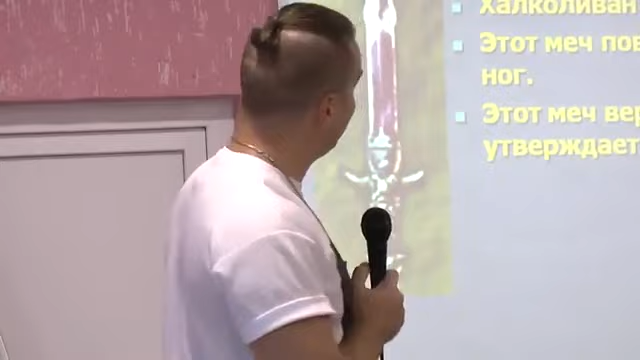 Халколиван
Этот меч пов
ног.
Этот меч вер
утверждает